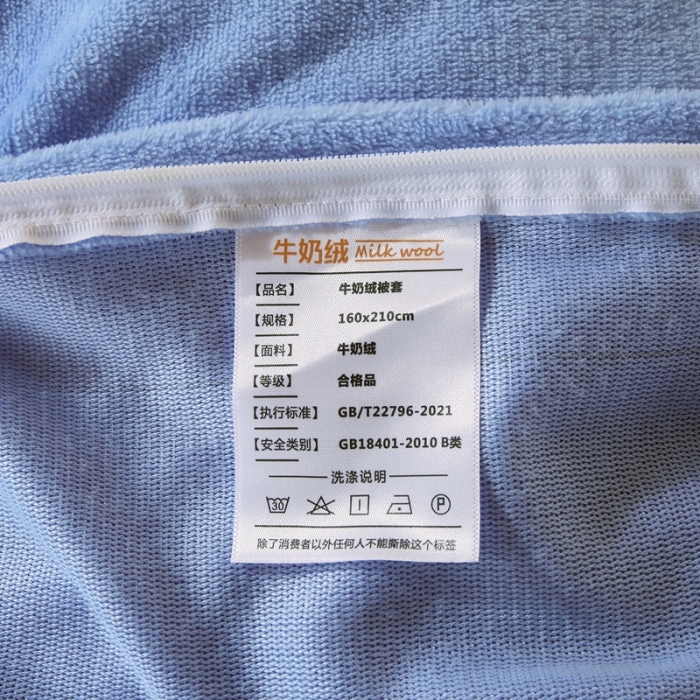 牛奶绒 Milk wool
【品名】 牛奶绒被套
【规格】 160x210cm
【面料】 牛奶绒
【等级】 合格品
【执行标准】 GB/T22796-2021
【安全类别】 GB18401-2010 B类
洗涤说明
30 P
除了消费者以外任何人不能撕除这个标签